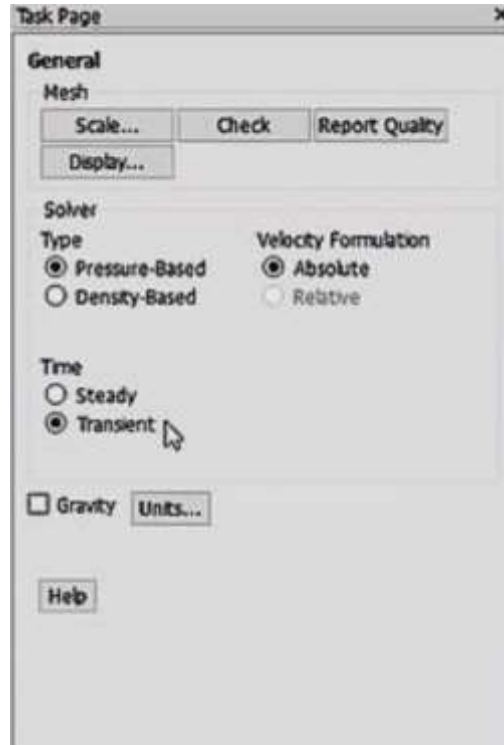 Task Page
×
General
Mesh
Scale... Check Report Quality
Display...
Solver
Type Velocity Formulation
Pressure-Based Absolute
Density-Based Relative
Time
Steady
Transient
Gravity Units...
Help